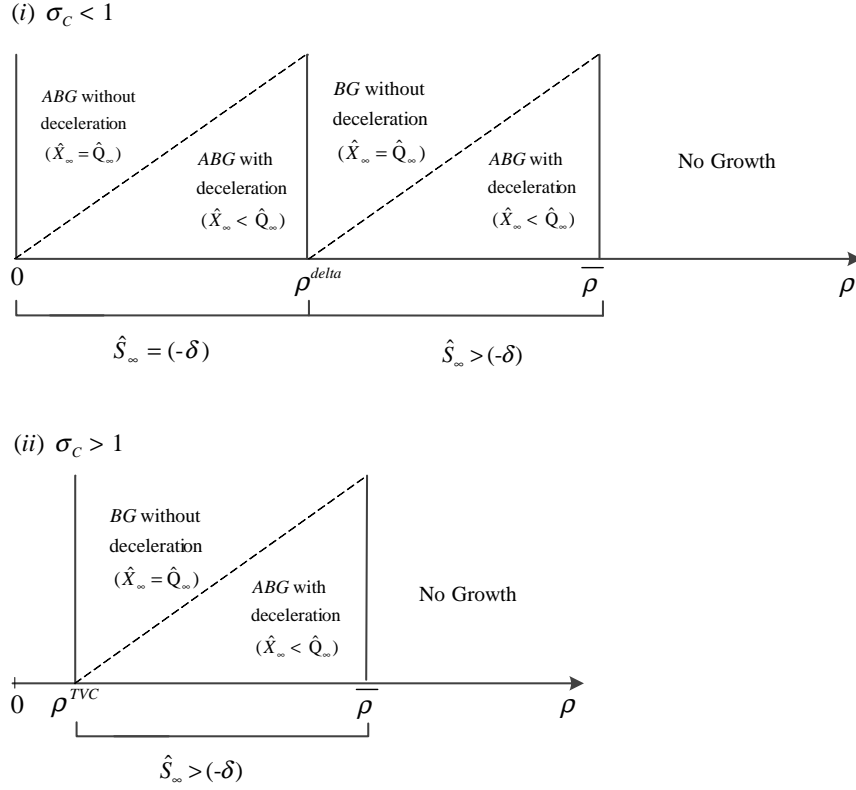 (i) σ_C < 1
ABG without
deceleration
(X̂_∞ = Q̂_∞)
ABG with
deceleration
(X̂_∞ < Q̂_∞)
BG without
deceleration
(X̂_∞ = Q̂_∞)
ABG with
deceleration
(X̂_∞ < Q̂_∞)
No Growth
0
ρ^delta
ρ̅
ρ
Ŝ_∞ = (-δ)
Ŝ_∞ > (-δ)
(ii) σ_C > 1
BG without
deceleration
(X̂_∞ = Q̂_∞)
ABG with
deceleration
(X̂_∞ < Q̂_∞)
No Growth
0
ρ^TVC
ρ̅
ρ
Ŝ_∞ > (-δ)